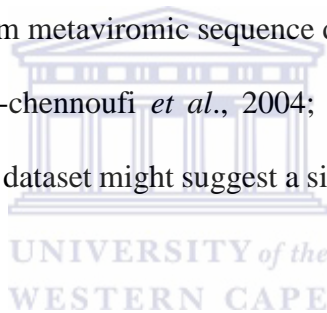 m metaviromic sequence
-chennoufi et al., 2004;
dataset might suggest a si
UNIVERSITY of the
WESTERN CAPE